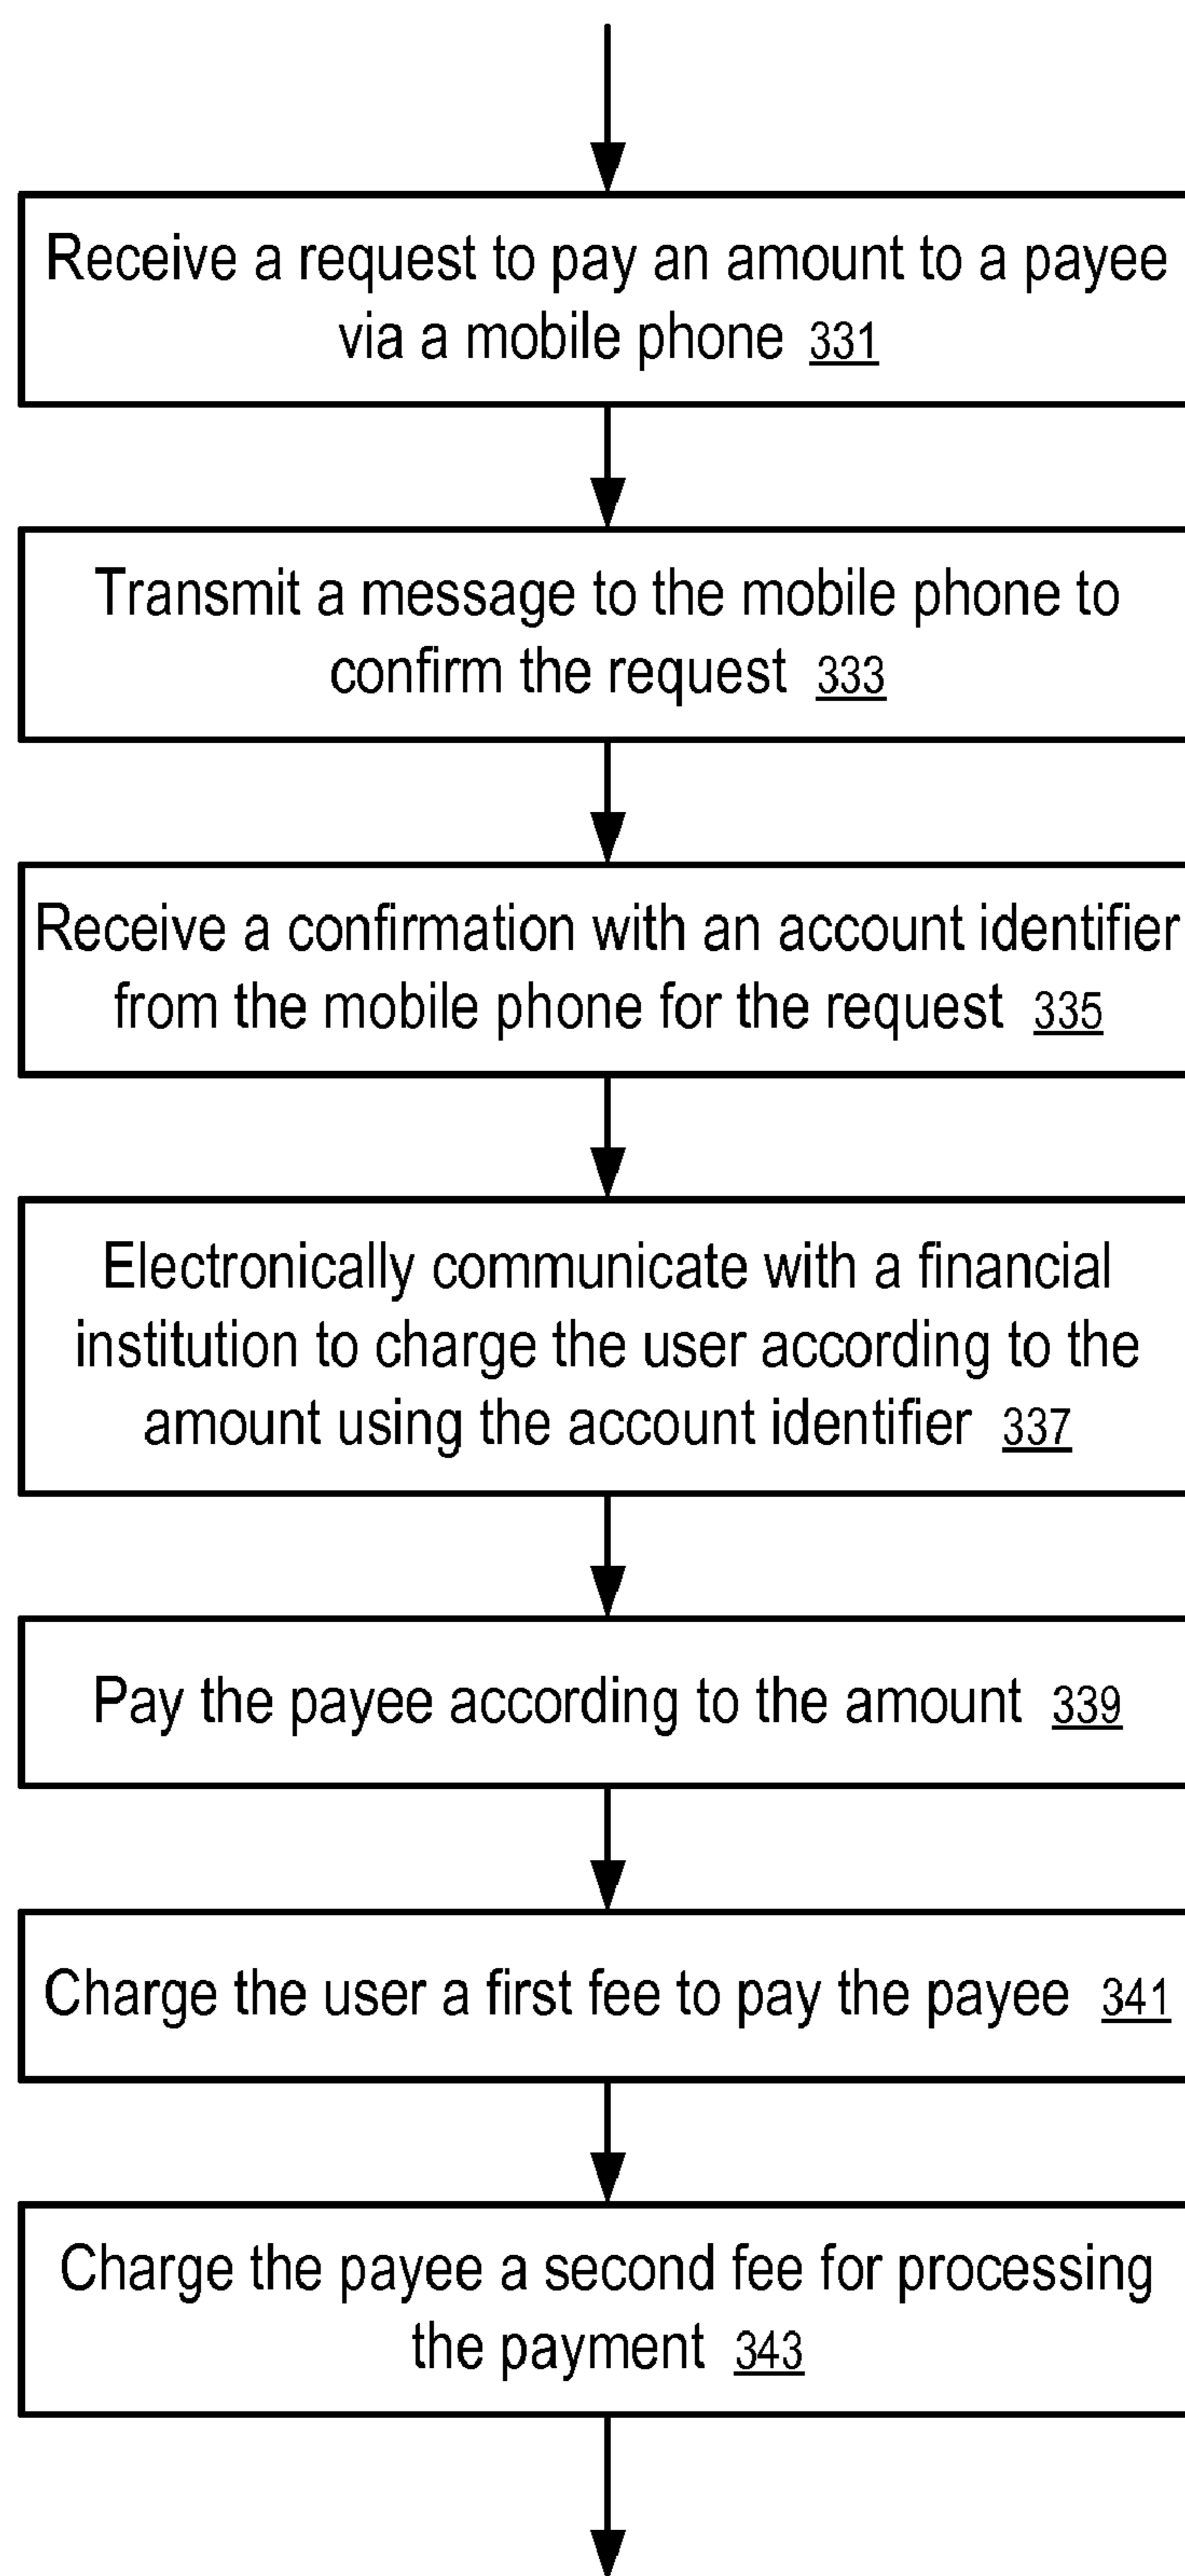 Receive a request to pay an amount to a payee
via a mobile phone 331
Transmit a message to the mobile phone to
confirm the request 333
Receive a confirmation with an account identifier
from the mobile phone for the request 335
Electronically communicate with a financial
institution to charge the user according to the
amount using the account identifier 337
Pay the payee according to the amount 339
Charge the user a first fee to pay the payee 341
Charge the payee a second fee for processing
the payment 343